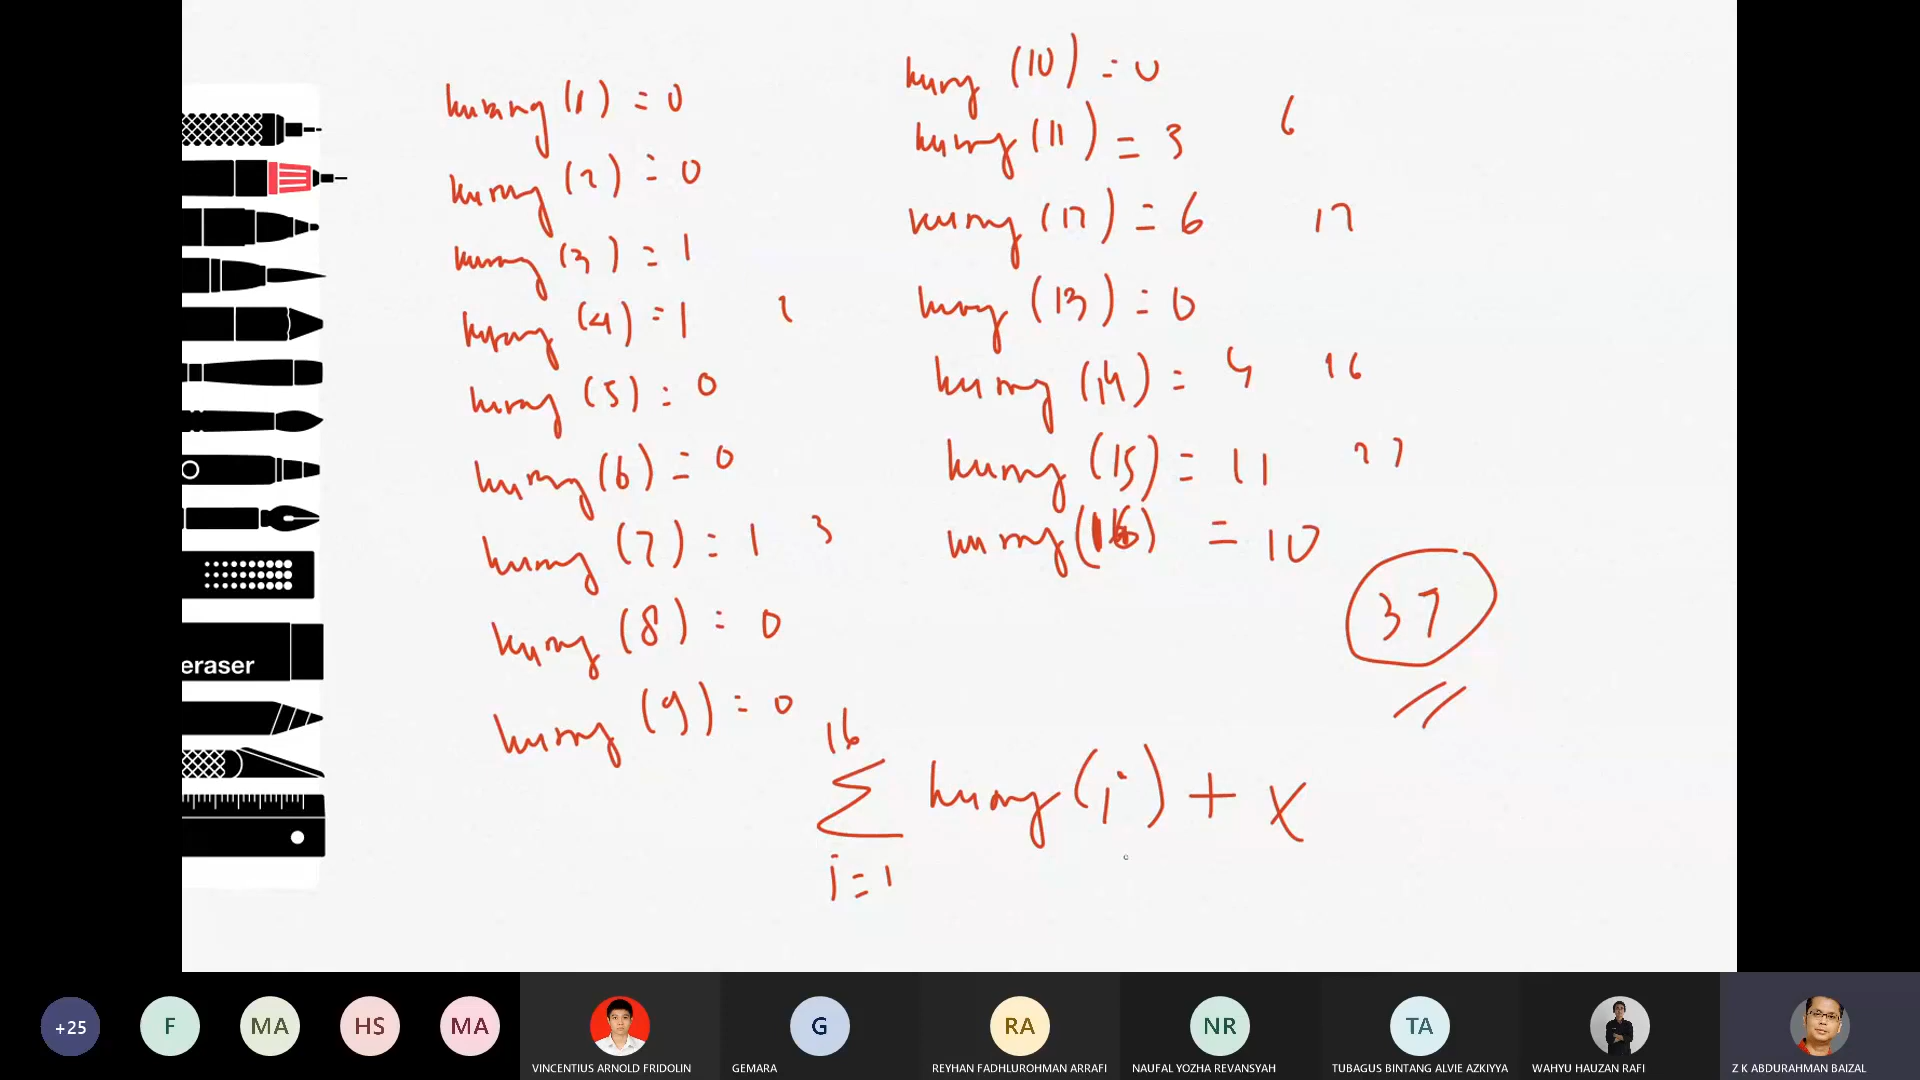 kurang (1) = 0
kurang (2) = 0
kurang (3) = 1
kurang (4) = 1 2
kurang (5) = 0
kurang (6) = 0
kurang (7) = 1 3
kurang (8) = 0
kurang (9) = 0
kurang (10) = 0
kurang (11) = 3 6
kurang (12) = 6 12
kurang (13) = 0
kurang (14) = 4 16
kurang (15) = 11 27
kurang (16) = 10
37
16
Σ kurang (i) + X
i = 1
eraser
+25
F
MA
HS
MA
G
RA
NR
TA
VINCENTIUS ARNOLD FRIDOLIN
GEMARA
REYHAN FADHLUROHMAN ARRAFI
NAUFAL YOZHA REVANSYAH
TUBAGUS BINTANG ALVIE AZKIYYA
WAHYU HAUZAN RAFI
Z K ABDURAHMAN BAIZAL